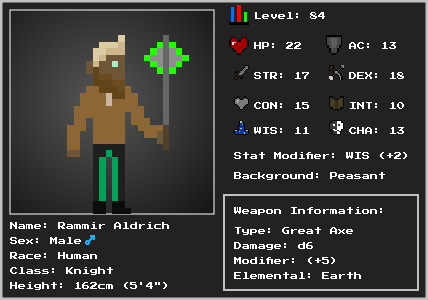 Level: 84
HP: 22 AC: 13
STR: 17 DEX: 18
CON: 15 INT: 10
WIS: 11 CHA: 13
Stat Modifier: WIS (+2)
Background: Peasant
Weapon Information:
Type: Great Axe
Damage: d6
Modifier: (+5)
Elemental: Earth
Name: Rammir Aldrich
Sex: Male♂
Race: Human
Class: Knight
Height: 162cm (5'4")